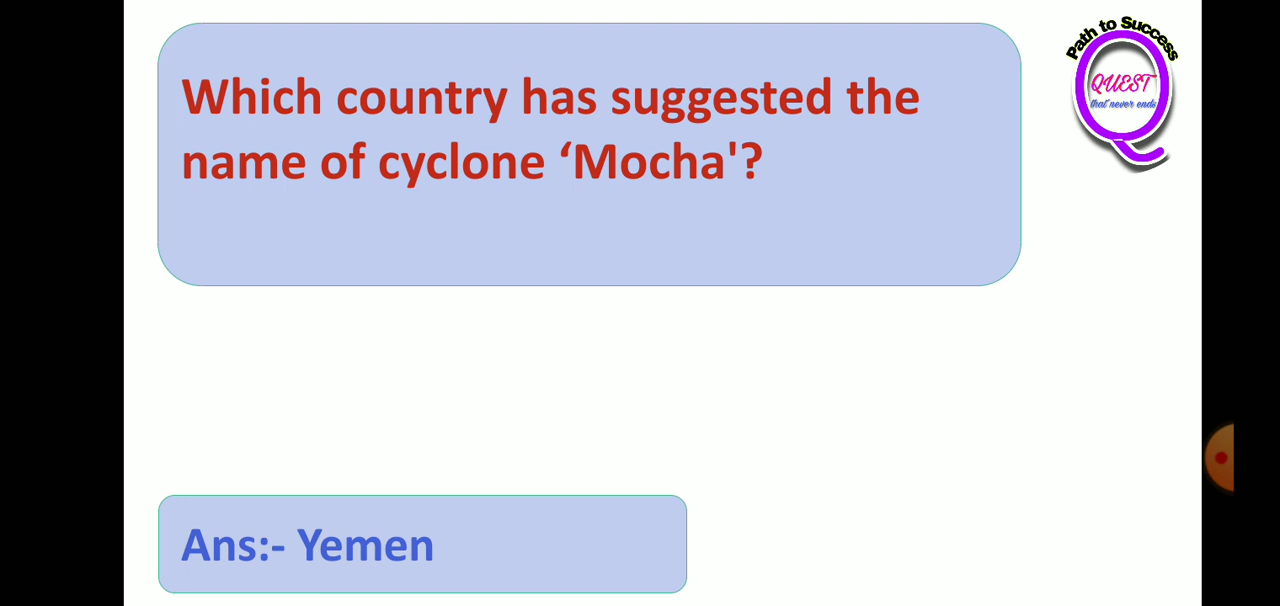 Path to Success
QUEST
that never ends
Which country has suggested the
name of cyclone ‘Mocha'?
Ans:- Yemen